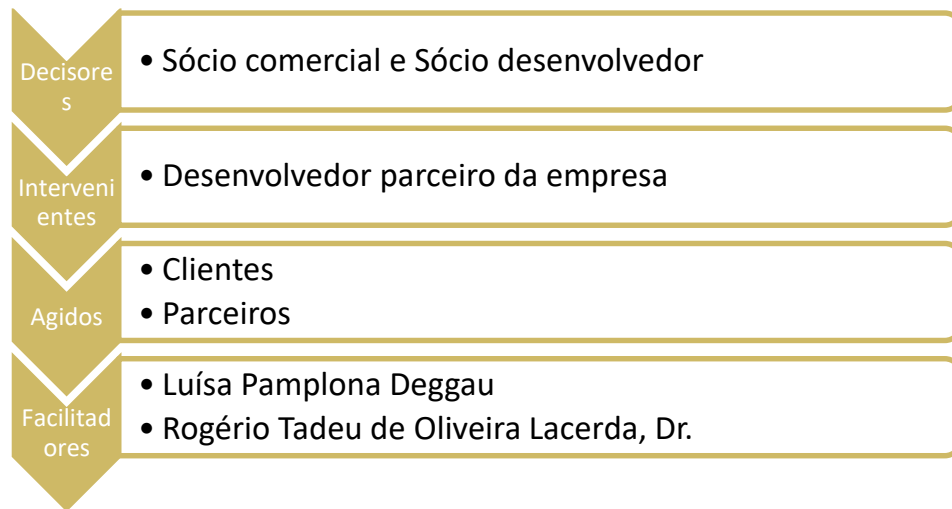 Decisore
s
• Sócio comercial e Sócio desenvolvedor
Interveni
entes
• Desenvolvedor parceiro da empresa
Agidos
• Clientes
• Parceiros
Facilitad
ores
• Luísa Pamplona Deggau
• Rogério Tadeu de Oliveira Lacerda, Dr.